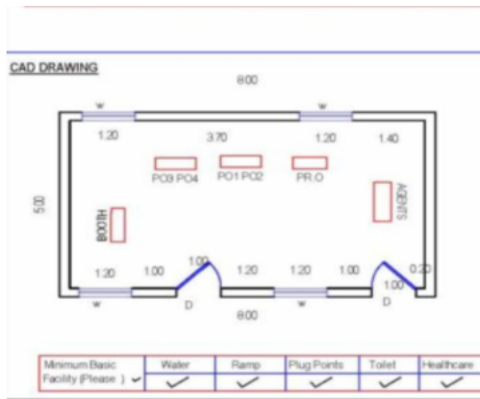 CAD DRAWING
8.00
W W
1.20 3.70 1.20 1.40
PO3 PO4 PO1 PO2 PR.O
5.00
BOOTH
AGENTS
1.20 1.00 1.00 1.20 1.20 1.00 1.00 0.20
W D W D
8.00
Minimum Basic Water Ramp Plug Points Toilet Healthcare
Facility (Please ) ✓ ✓ ✓ ✓ ✓ ✓